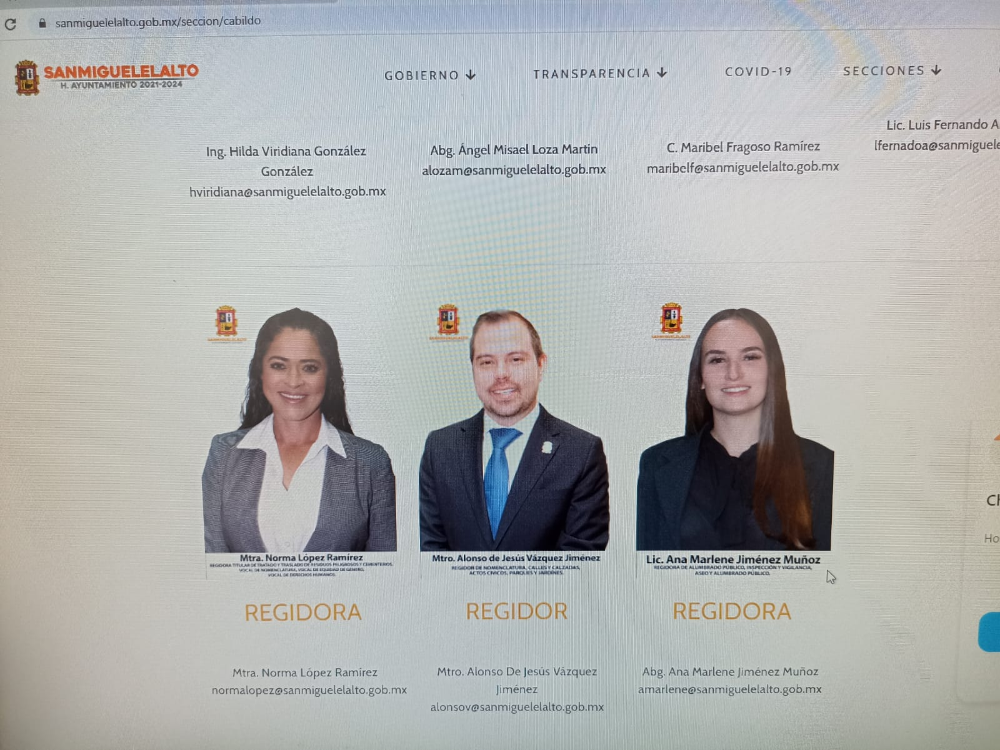 sanmiguelelalto.gob.mx/seccion/cabildo
SANMIGUELELALTO
H. AYUNTAMIENTO 2021-2024
GOBIERNO
TRANSPARENCIA
COVID-19
SECCIONES
Ing. Hilda Viridiana González
González
hviridiana@sanmiguelelalto.gob.mx
Abg. Ángel Misael Loza Martin
alozam@sanmiguelelalto.gob.mx
C. Maribel Fragoso Ramírez
maribelf@sanmiguelelalto.gob.mx
Lic. Luis Fernando A
lfernadoa@sanmiguele
Mtra. Norma López Ramírez
REGIDORA TITULAR DE TRATADO Y TRASLADO DE RESIDUOS PELIGROSOS Y CEMENTERIOS,
VOCAL DE NOMENCLATURA, VOCAL DE EQUIDAD DE GÉNERO,
VOCAL DE DERECHOS HUMANOS.
REGIDORA
Mtra. Norma López Ramírez
normalopez@sanmiguelelalto.gob.mx
Mtro. Alonso de Jesús Vázquez Jiménez
REGIDOR DE NOMENCLATURA, CALLES Y CALZADAS,
ACTOS CÍVICOS, PARQUES Y JARDINES.
REGIDOR
Mtro. Alonso De Jesús Vázquez
Jiménez
alonsov@sanmiguelelalto.gob.mx
Lic. Ana Marlene Jiménez Muñoz
REGIDORA DE ALUMBRADO PÚBLICO, INSPECCIÓN Y VIGILANCIA,
ASEO Y ALUMBRADO PÚBLICO.
REGIDORA
Abg. Ana Marlene Jiménez Muñoz
amarlene@sanmiguelelalto.gob.mx
Ch
Ho